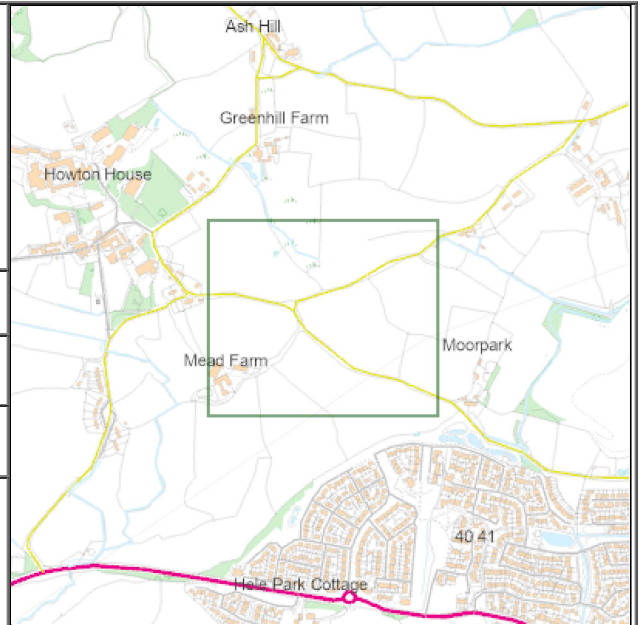 Ash Hill
Greenhill Farm
Howton House
Mead Farm
Moorpark
40 41
Hele Park Cottage